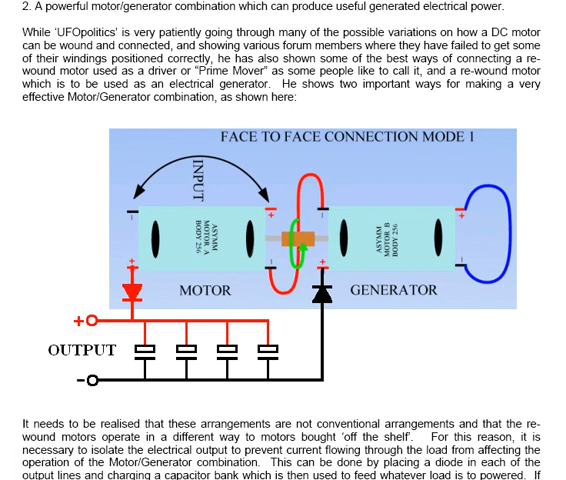 2. A powerful motor/generator combination which can produce useful generated electrical power.
While 'UFOpolitics' is very patiently going through many of the possible variations on how a DC motor
can be wound and connected, and showing various forum members where they have failed to get some
of their windings positioned correctly, he has also shown some of the best ways of connecting a re-
wound motor used as a driver or "Prime Mover" as some people like to call it, and a re-wound motor
which is to be used as an electrical generator. He shows two important ways for making a very
effective Motor/Generator combination, as shown here:
FACE TO FACE CONNECTION MODE 1
INPUT
ASYMM
MOTOR A
BODY 256
ASYMM
MOTOR B
BODY 256
MOTOR
GENERATOR
+
OUTPUT
-
It needs to be realised that these arrangements are not conventional arrangements and that the re-
wound motors operate in a different way to motors bought 'off the shelf'. For this reason, it is
necessary to isolate the electrical output to prevent current flowing through the load from affecting the
operation of the Motor/Generator combination. This can be done by placing a diode in each of the
output lines and charging a capacitor bank which is then used to feed whatever load is to powered. If